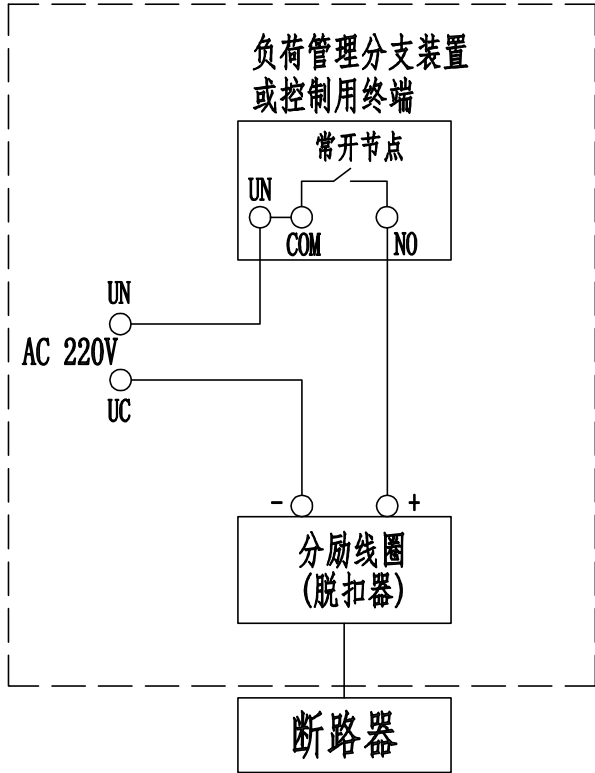 负荷管理分支装置
或控制用终端
常开节点
UN
COM
NO
UN
AC 220V
UC
-
+
分励线圈
(脱扣器)
断路器